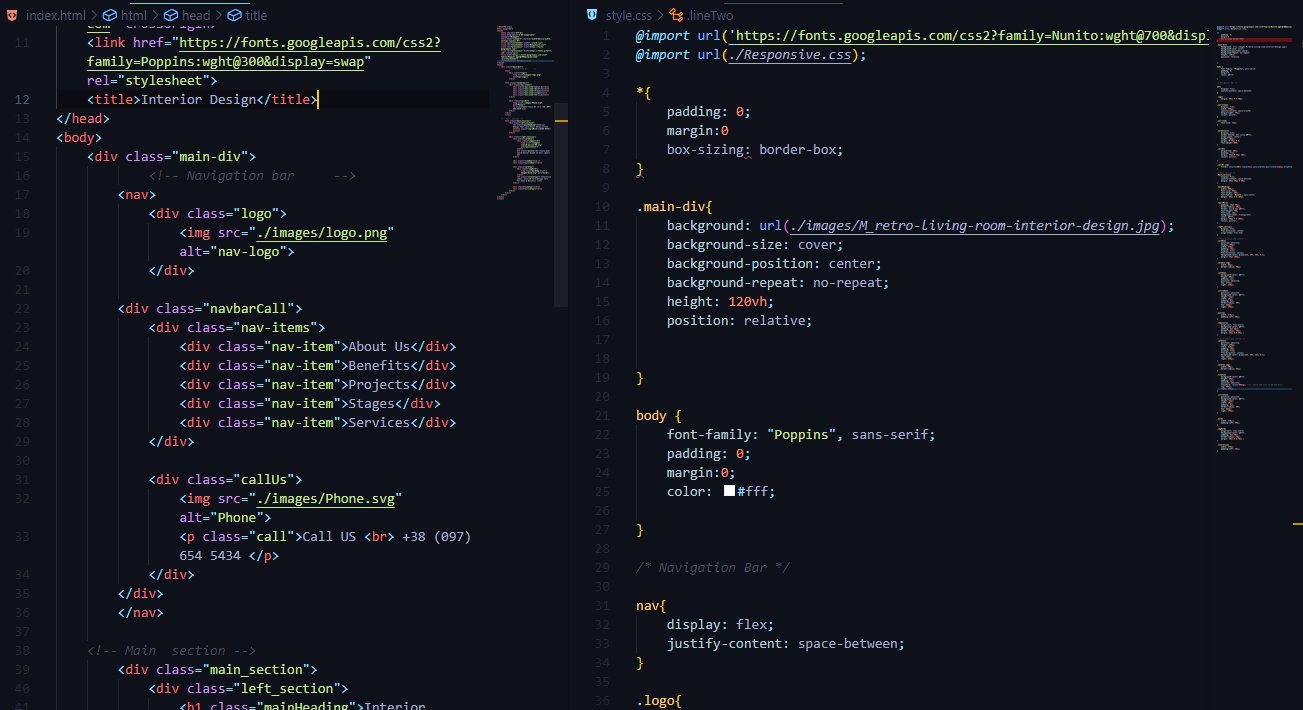 index.html > html > head > title
com" crossorigin>
11 <link href="https://fonts.googleapis.com/css2?
family=Poppins:wght@300&display=swap"
rel="stylesheet">
12 <title>Interior Design</title>
13 </head>
14 <body>
15 <div class="main-div">
16 <!-- Navigation bar     -->
17 <nav>
18 <div class="logo">
19 <img src="./images/logo.png"
alt="nav-logo">
20 </div>
21
22 <div class="navbarCall">
23 <div class="nav-items">
24 <div class="nav-item">About Us</div>
25 <div class="nav-item">Benefits</div>
26 <div class="nav-item">Projects</div>
27 <div class="nav-item">Stages</div>
28 <div class="nav-item">Services</div>
29 </div>
30
31 <div class="callUs">
32 <img src="./images/Phone.svg"
alt="Phone">
33 <p class="call">Call US <br> +38 (097)
654 5434 </p>
34 </div>
35 </div>
36 </nav>
37
38 <!-- Main  section -->
39 <div class="main_section">
40 <div class="left_section">
41 <h1 class="mainHeading">Interior
style.css > .lineTwo
1 @import url('https://fonts.googleapis.com/css2?family=Nunito:wght@700&disp
2 @import url(./Responsive.css);
3
4 *{
5 padding: 0;
6 margin:0
7 box-sizing: border-box;
8 }
9
10 .main-div{
11 background: url(./images/M_retro-living-room-interior-design.jpg);
12 background-size: cover;
13 background-position: center;
14 background-repeat: no-repeat;
15 height: 120vh;
16 position: relative;
17
18
19 }
20
21 body {
22 font-family: "Poppins", sans-serif;
23 padding: 0;
24 margin:0;
25 color: #fff;
26
27 }
28
29 /* Navigation Bar */
30
31 nav{
32 display: flex;
33 justify-content: space-between;
34 }
35
36 .logo{